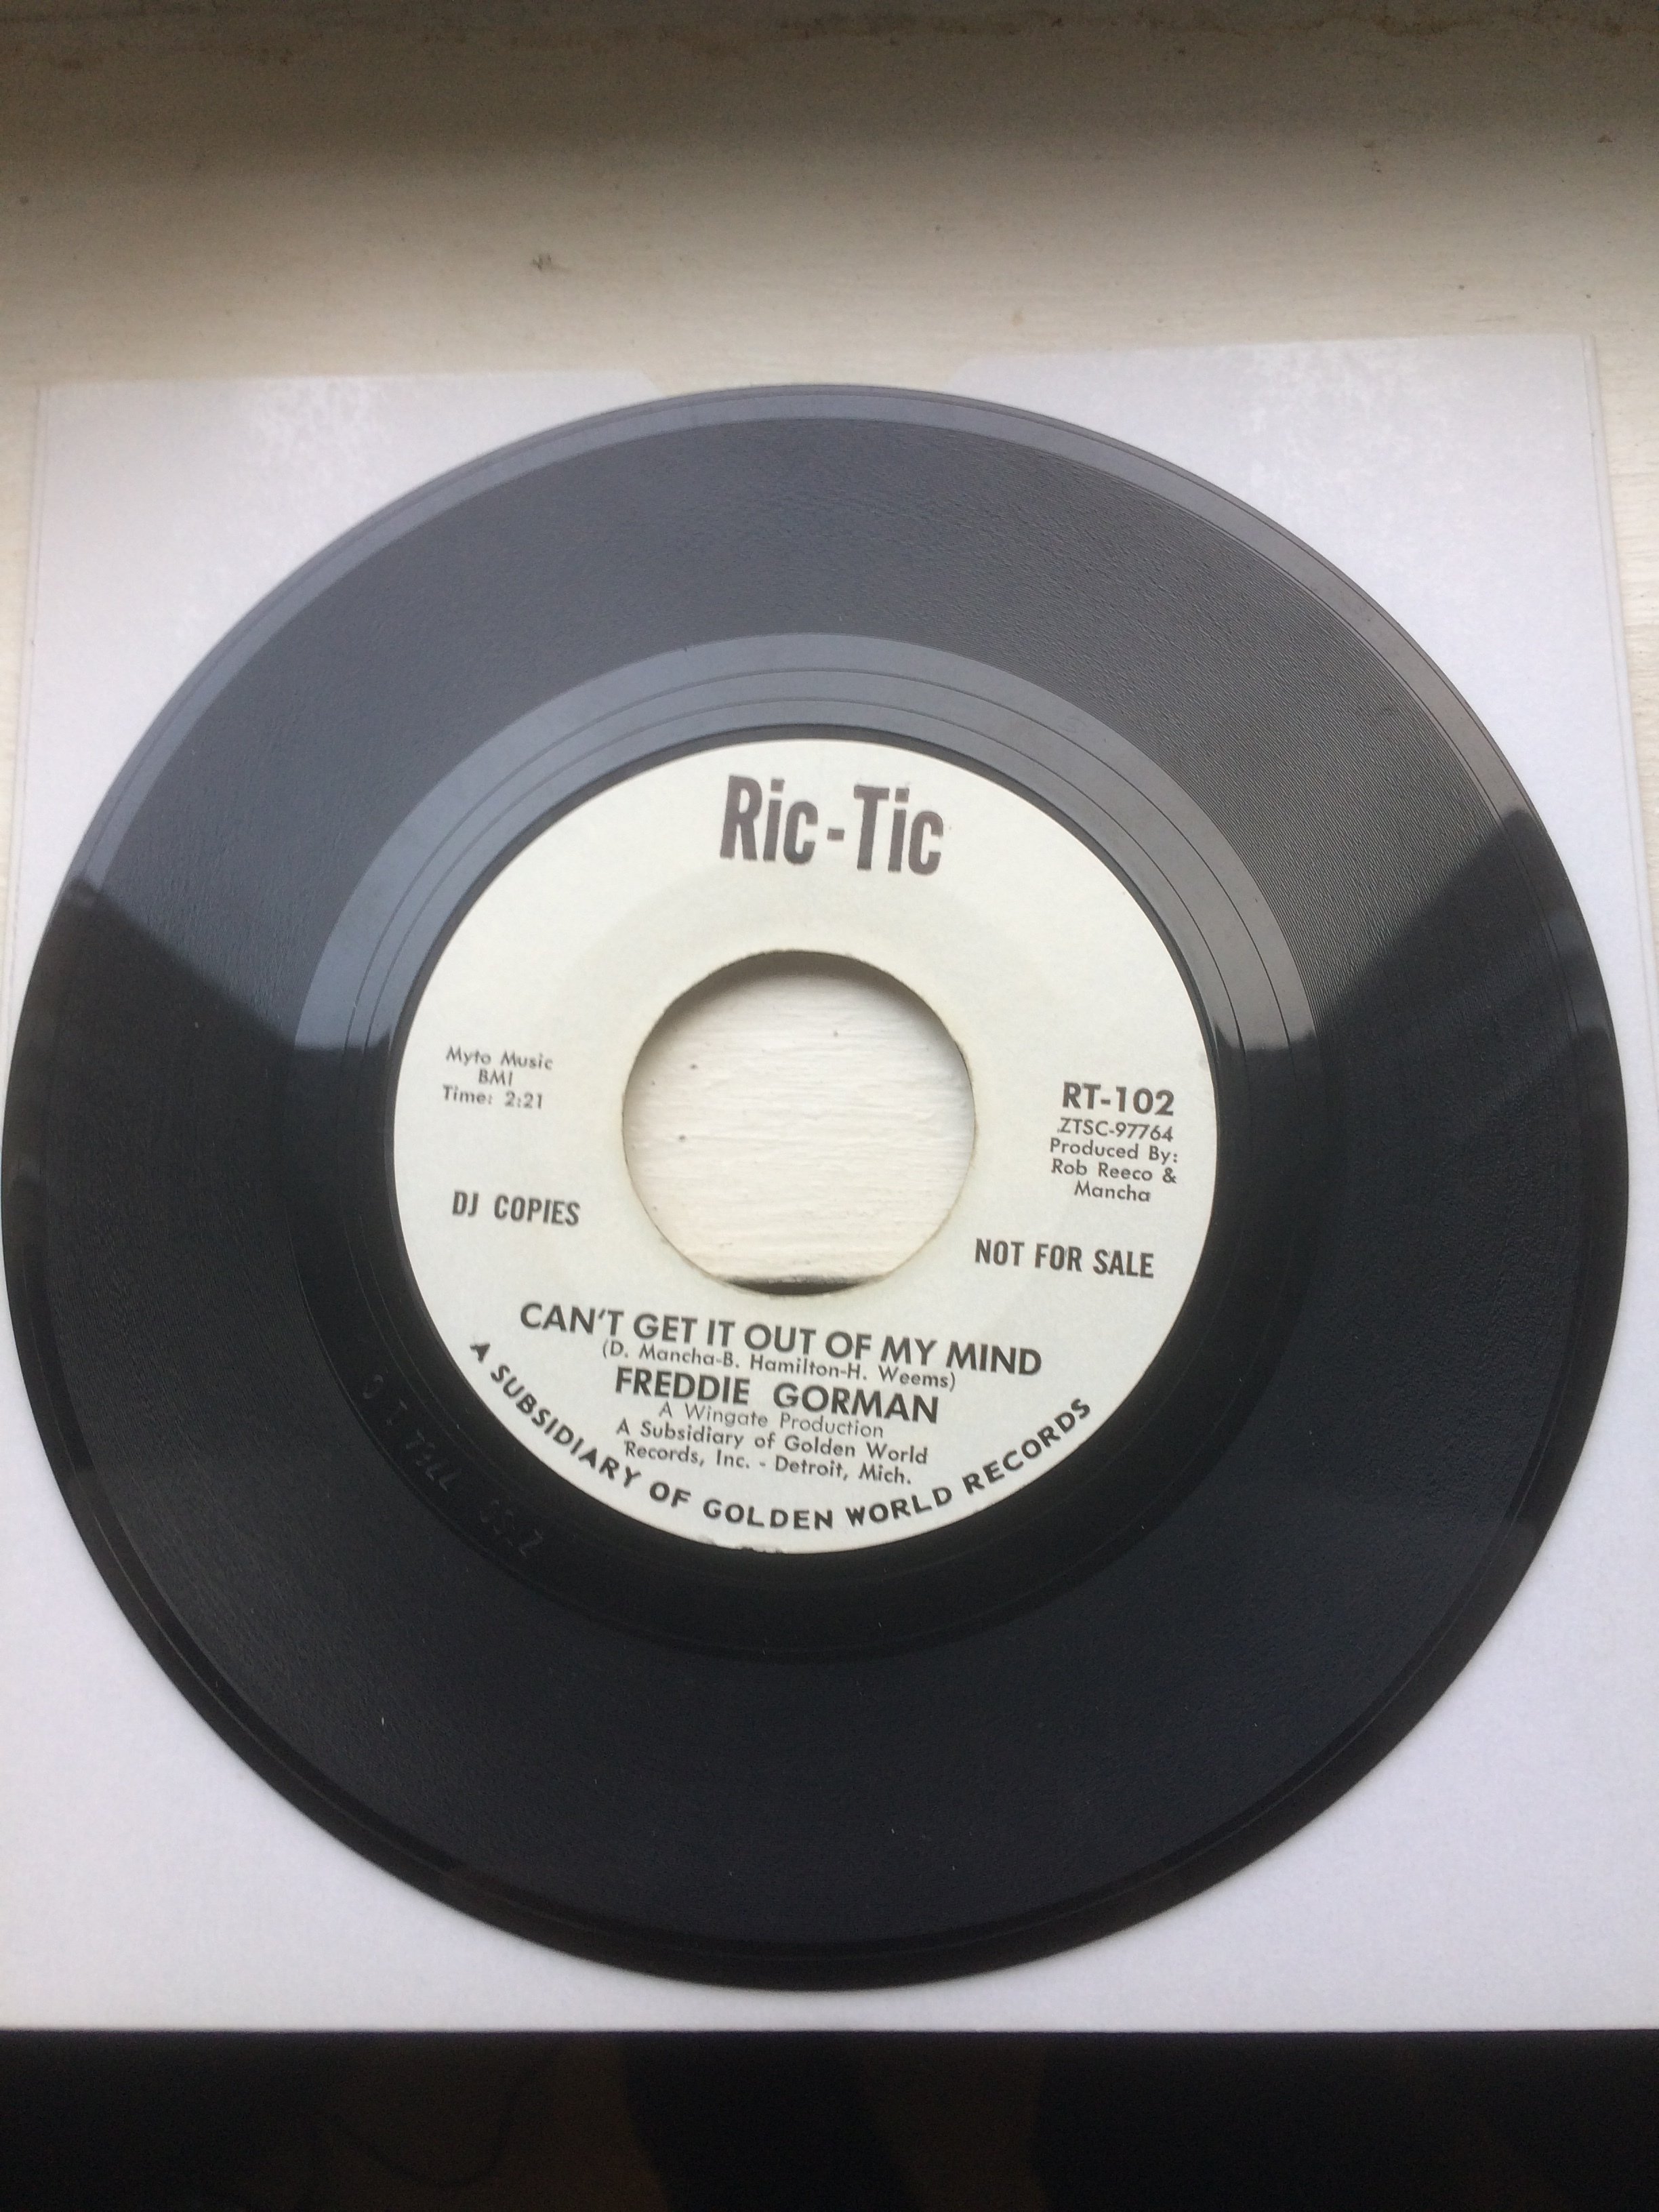 Ric-Tic
Myto Music
BMI
Time: 2:21
RT-102
ZTSC-97764
Produced By:
Rob Reeco &
Mancha
DJ COPIES
NOT FOR SALE
CAN'T GET IT OUT OF MY MIND
(D. Mancha-B. Hamilton-H. Weems)
FREDDIE GORMAN
A Wingate Production
A Subsidiary of Golden World
Records, Inc. - Detroit, Mich.
A SUBSIDIARY OF GOLDEN WORLD RECORDS